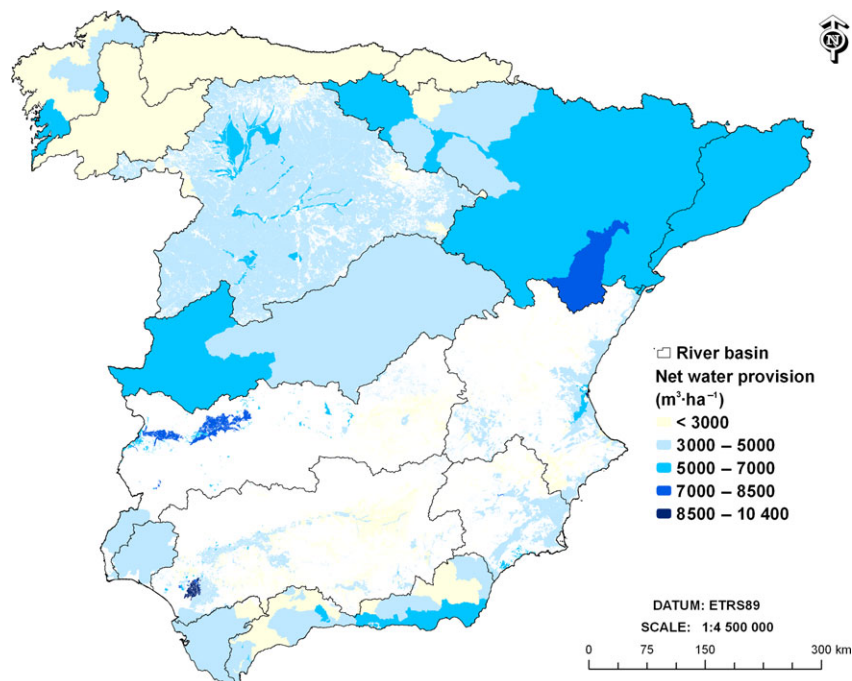 N
River basin
Net water provision
(m³·ha⁻¹)
< 3000
3000 – 5000
5000 – 7000
7000 – 8500
8500 – 10 400
DATUM: ETRS89
SCALE: 1:4 500 000
0 75 150 300 km